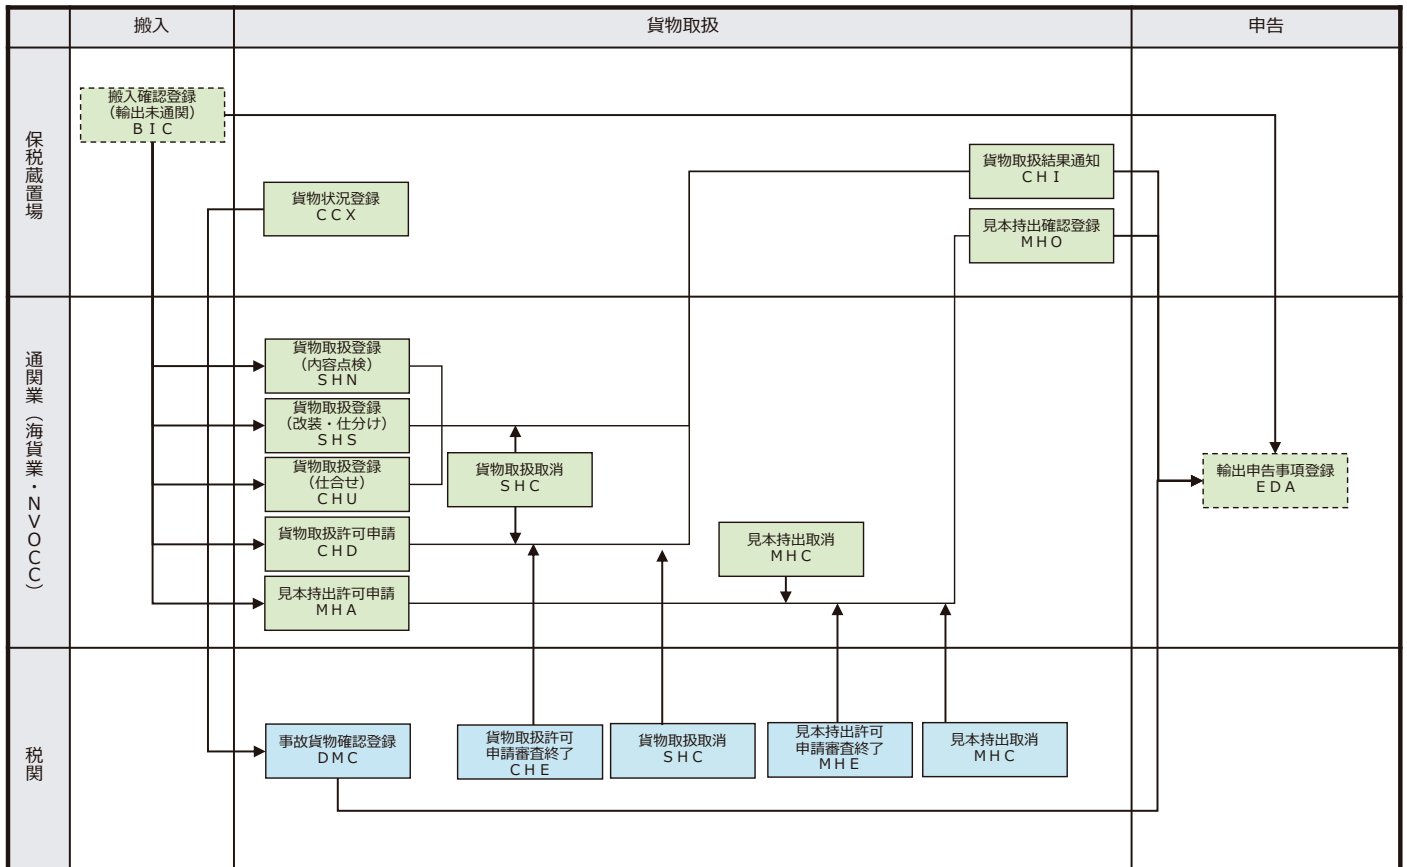 搬入
貨物取扱
申告
保税蔵置場
搬入確認登録
（輸出未通関）
ＢＩＣ
貨物状況登録
ＣＣＸ
貨物取扱結果通知
ＣＨＩ
見本持出確認登録
ＭＨＯ
通関業（海貨業・ＮＶＯＣＣ）
貨物取扱登録
（内容点検）
ＳＨＮ
貨物取扱登録
（改装・仕分け）
ＳＨＳ
貨物取扱登録
（仕合せ）
ＣＨＵ
貨物取扱許可申請
ＣＨＤ
見本持出許可申請
ＭＨＡ
貨物取扱取消
ＳＨＣ
見本持出取消
ＭＨＣ
輸出申告事項登録
ＥＤＡ
税関
事故貨物確認登録
ＤＭＣ
貨物取扱許可
申請審査終了
ＣＨＥ
貨物取扱取消
ＳＨＣ
見本持出許可
申請審査終了
ＭＨＥ
見本持出取消
ＭＨＣ